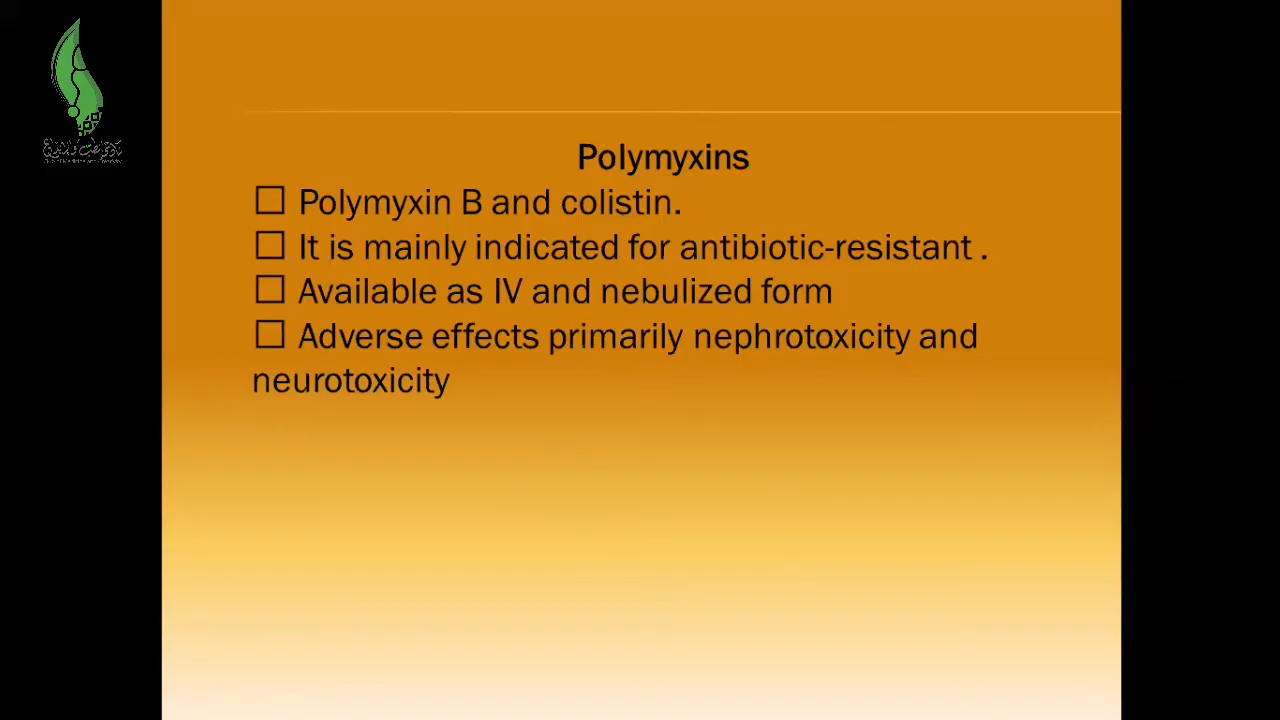 Polymyxins
☐ Polymyxin B and colistin.
☐ It is mainly indicated for antibiotic-resistant .
☐ Available as IV and nebulized form
☐ Adverse effects primarily nephrotoxicity and
neurotoxicity